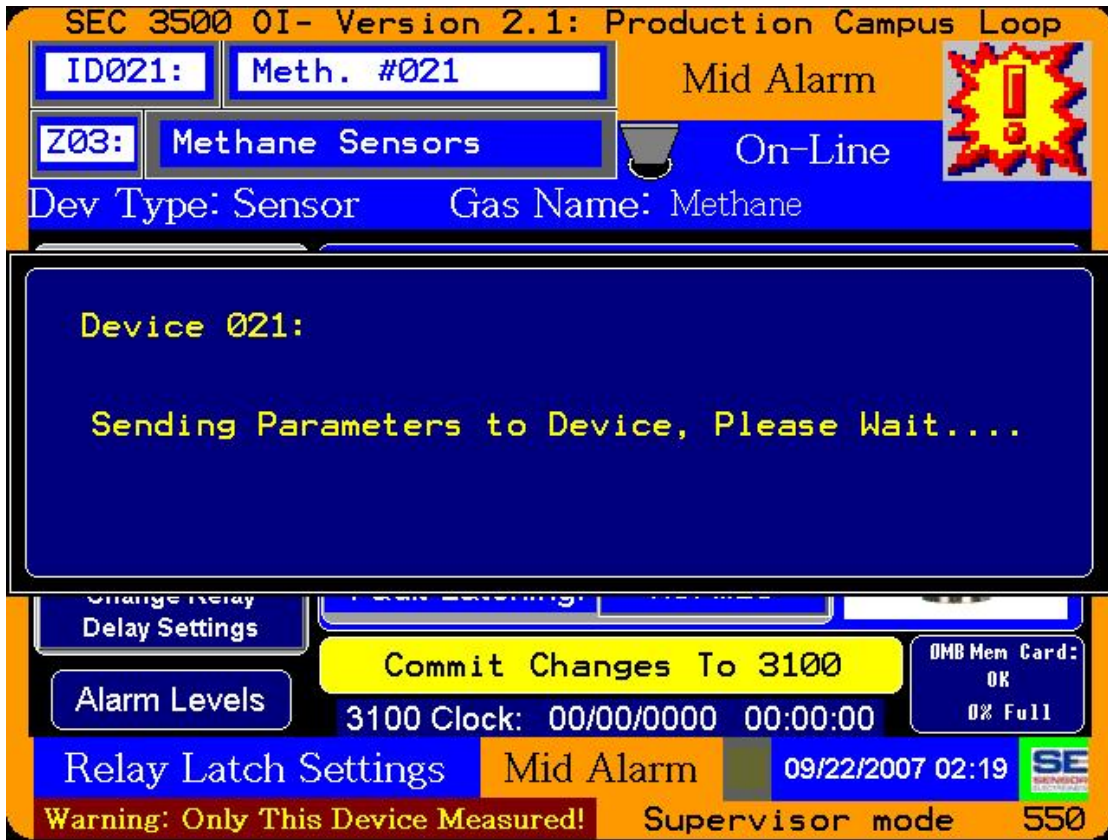 SEC 3500 OI- Version 2.1: Production Campus Loop
ID021: Meth. #021
Mid Alarm
Z03: Methane Sensors
On-Line
Dev Type: Sensor Gas Name: Methane
Device 021:
Sending Parameters to Device, Please Wait....
Change Relay
Delay Settings
Commit Changes To 3100
OMB Mem Card:
OK
0% Full
Alarm Levels
3100 Clock: 00/00/0000 00:00:00
Relay Latch Settings Mid Alarm 09/22/2007 02:19 SE
SENSOR
Warning: Only This Device Measured! Supervisor mode 550